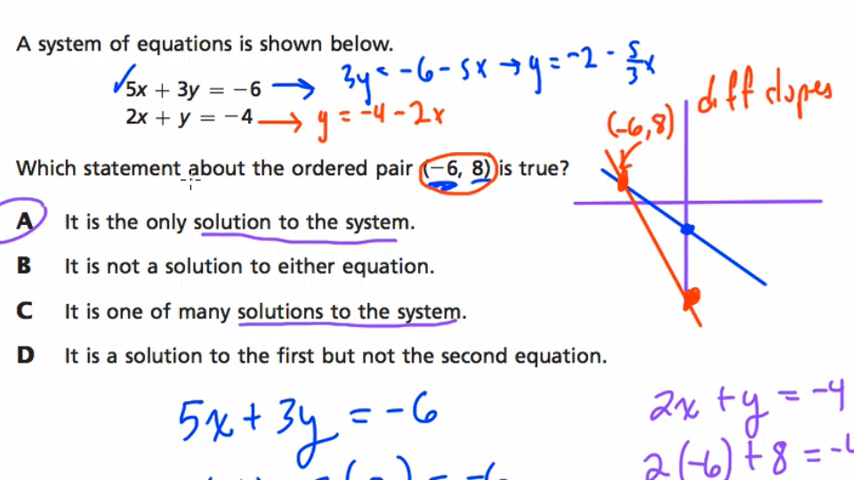 A system of equations is shown below.
5x + 3y = −6 → 3y = -6 - 5x → y = -2 - 5/3x
2x + y = −4 → y = -4 - 2x
diff slopes
(-6,8)
Which statement about the ordered pair (−6, 8) is true?
A It is the only solution to the system.
B It is not a solution to either equation.
C It is one of many solutions to the system.
D It is a solution to the first but not the second equation.
5x + 3y = -6
2x + y = -4
2(-6) + 8 = -4